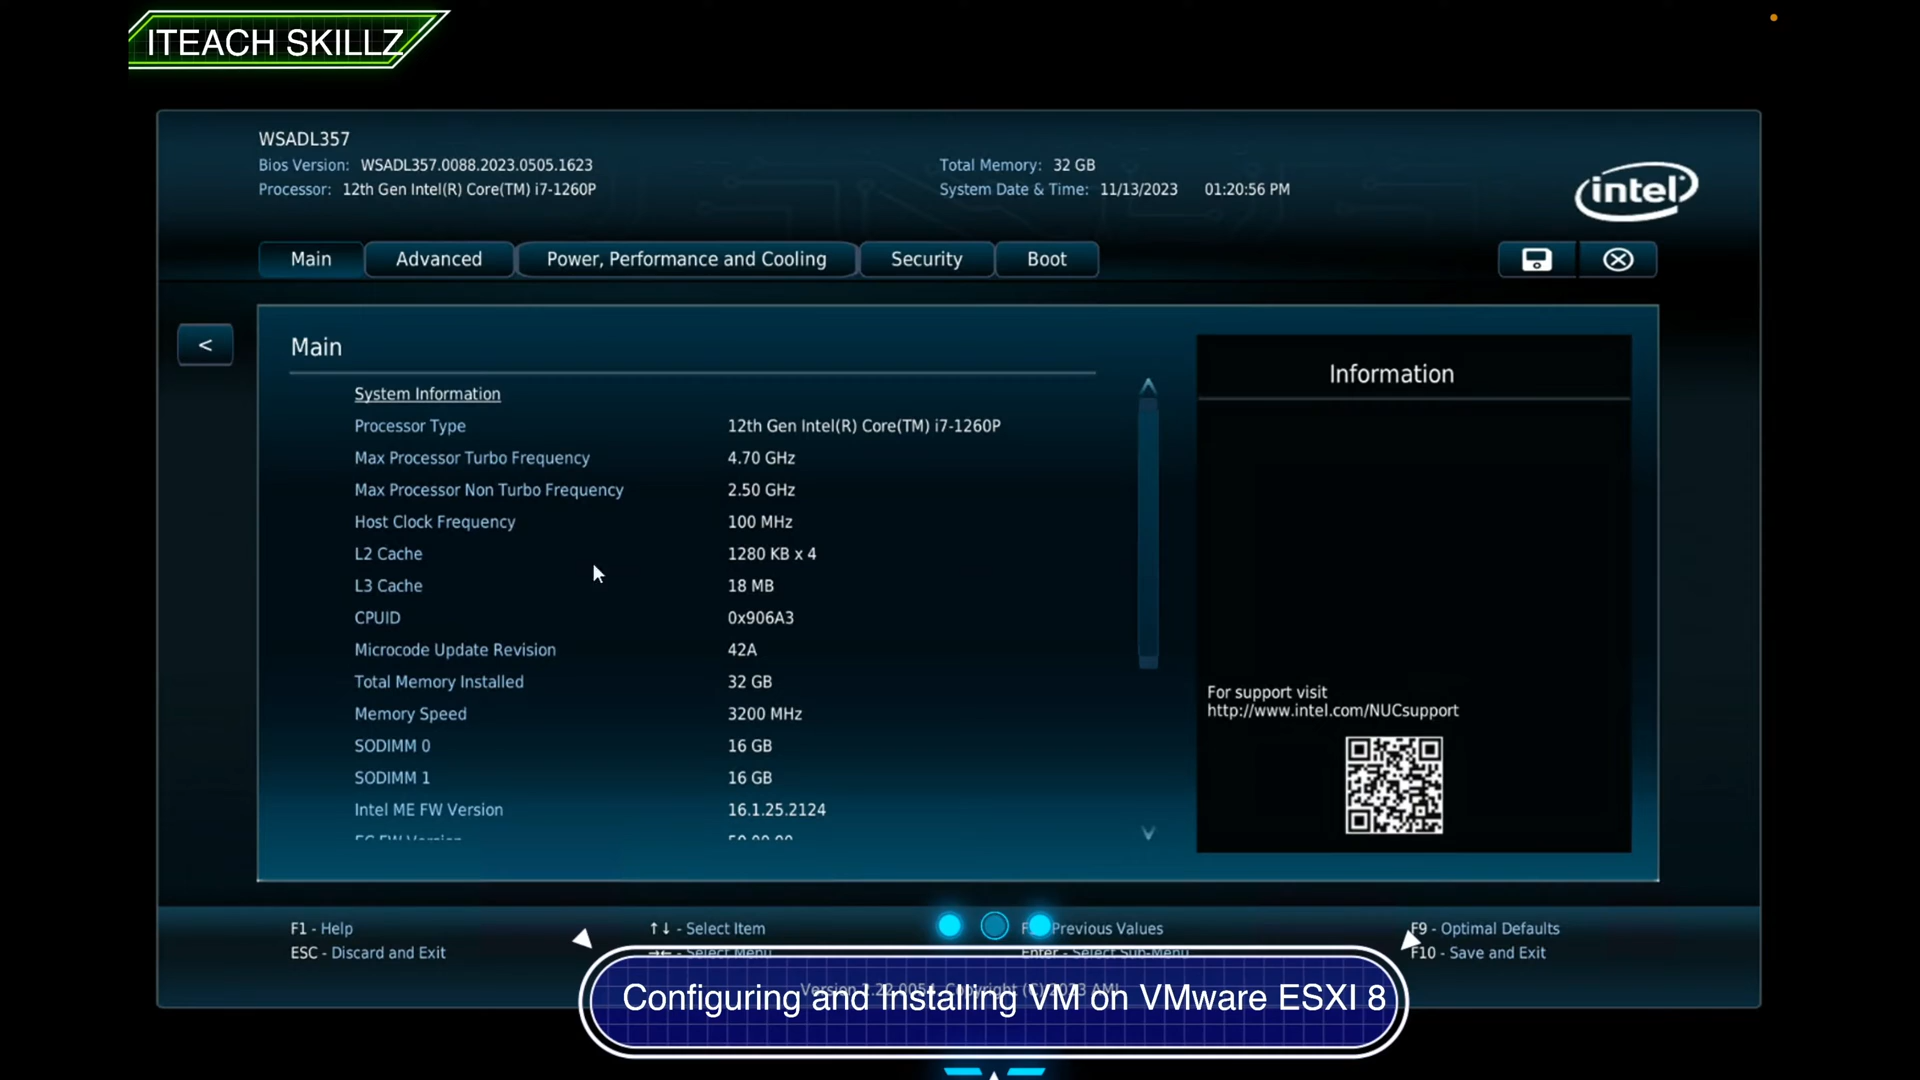 ITEACH SKILLZ
WSADL357
Bios Version: WSADL357.0088.2023.0505.1623
Processor: 12th Gen Intel(R) Core(TM) i7-1260P
Total Memory: 32 GB
System Date & Time: 11/13/2023 01:20:56 PM
intel
Main Advanced Power, Performance and Cooling Security Boot
<
Main
System Information
Processor Type 12th Gen Intel(R) Core(TM) i7-1260P
Max Processor Turbo Frequency 4.70 GHz
Max Processor Non Turbo Frequency 2.50 GHz
Host Clock Frequency 100 MHz
L2 Cache 1280 KB x 4
L3 Cache 18 MB
CPUID 0x906A3
Microcode Update Revision 42A
Total Memory Installed 32 GB
Memory Speed 3200 MHz
SODIMM 0 16 GB
SODIMM 1 16 GB
Intel ME FW Version 16.1.25.2124
Information
For support visit
http://www.intel.com/NUCsupport
F1 - Help
ESC - Discard and Exit
↑↓ - Select Item
→← - Select Menu
Previous Values
Enter - Select Sub-Menu
F9 - Optimal Defaults
F10 - Save and Exit
Configuring and Installing VM on VMware ESXI 8